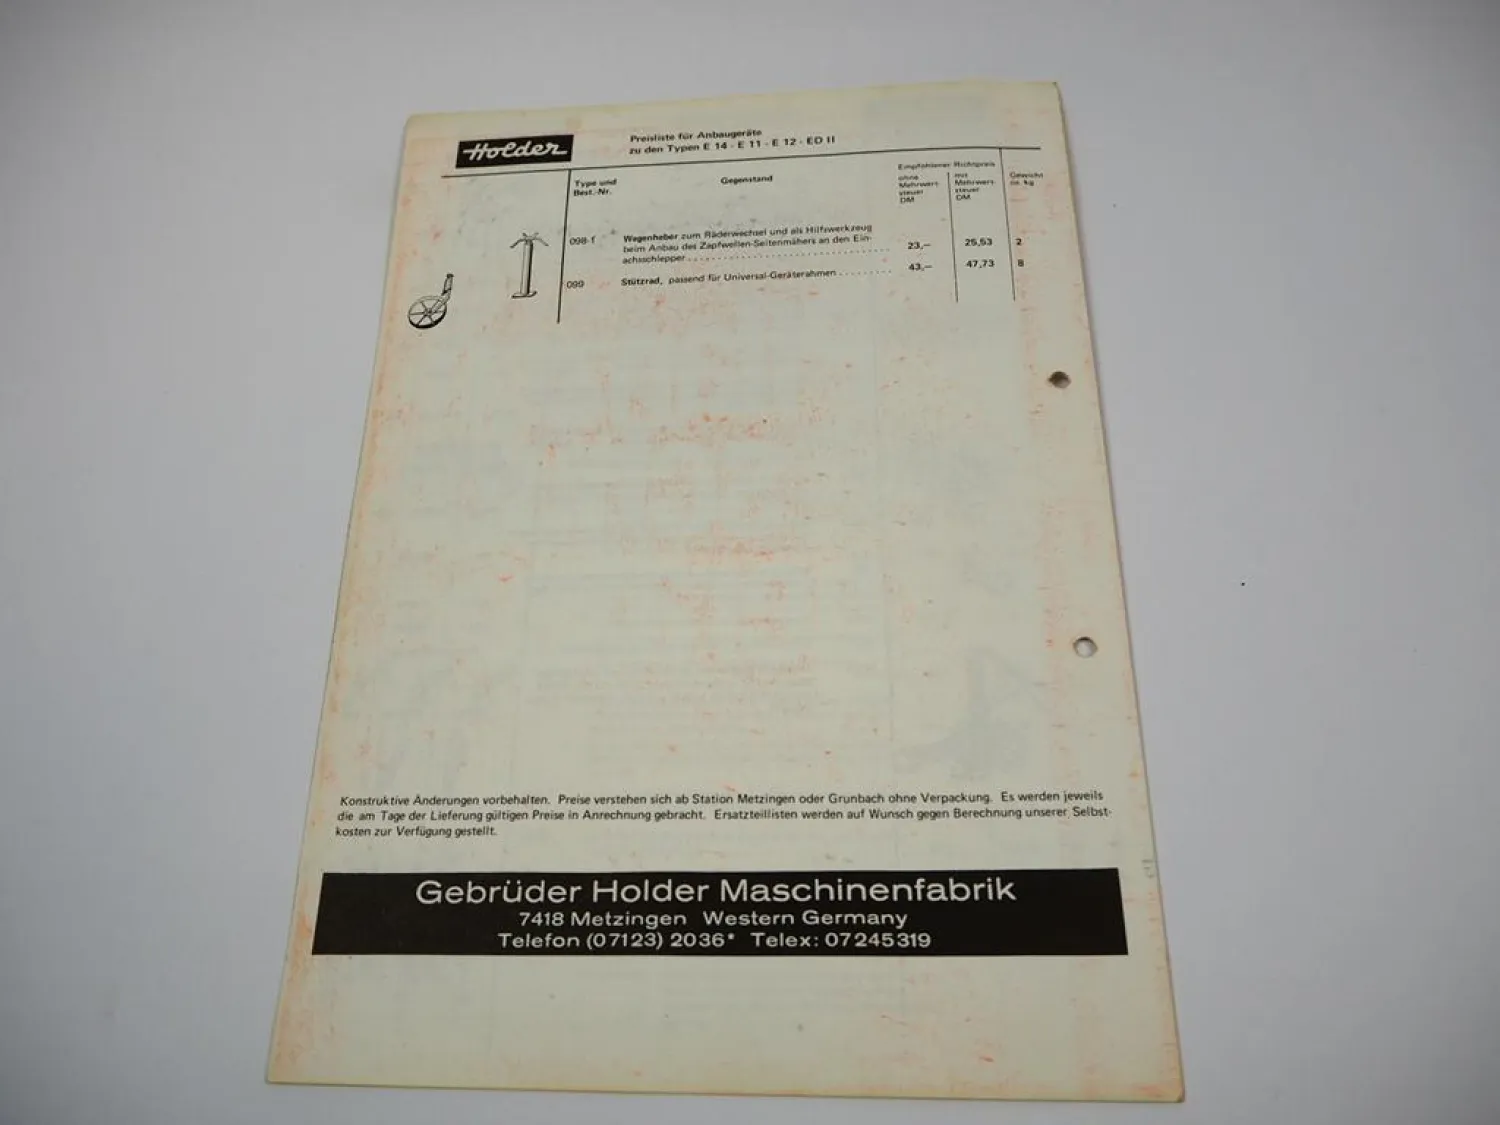 Holder
Preisliste für Anbaugeräte
zu den Typen E 14 - E 11 - E 12 - ED II
Type und
Best.-Nr.
Gegenstand
Empfohlener Richtpreis
ohne
Mehrwert-
steuer
DM
mit
Mehrwert-
steuer
DM
Gewicht
ca. kg
098-f Wagenheber zum Räderwechsel und als Hilfswerkzeug
beim Anbau des Zapfwellen-Seitenmähers an den Ein-
achsschlepper 23,— 25,53 2
099 Stützrad, passend für Universal-Geräterahmen 43,— 47,73 8
Konstruktive Änderungen vorbehalten. Preise verstehen sich ab Station Metzingen oder Grunbach ohne Verpackung. Es werden jeweils
die am Tage der Lieferung gültigen Preise in Anrechnung gebracht. Ersatzteillisten werden auf Wunsch gegen Berechnung unserer Selbst-
kosten zur Verfügung gestellt.
Gebrüder Holder Maschinenfabrik
7418 Metzingen Western Germany
Telefon (07123) 2036* Telex: 07245319